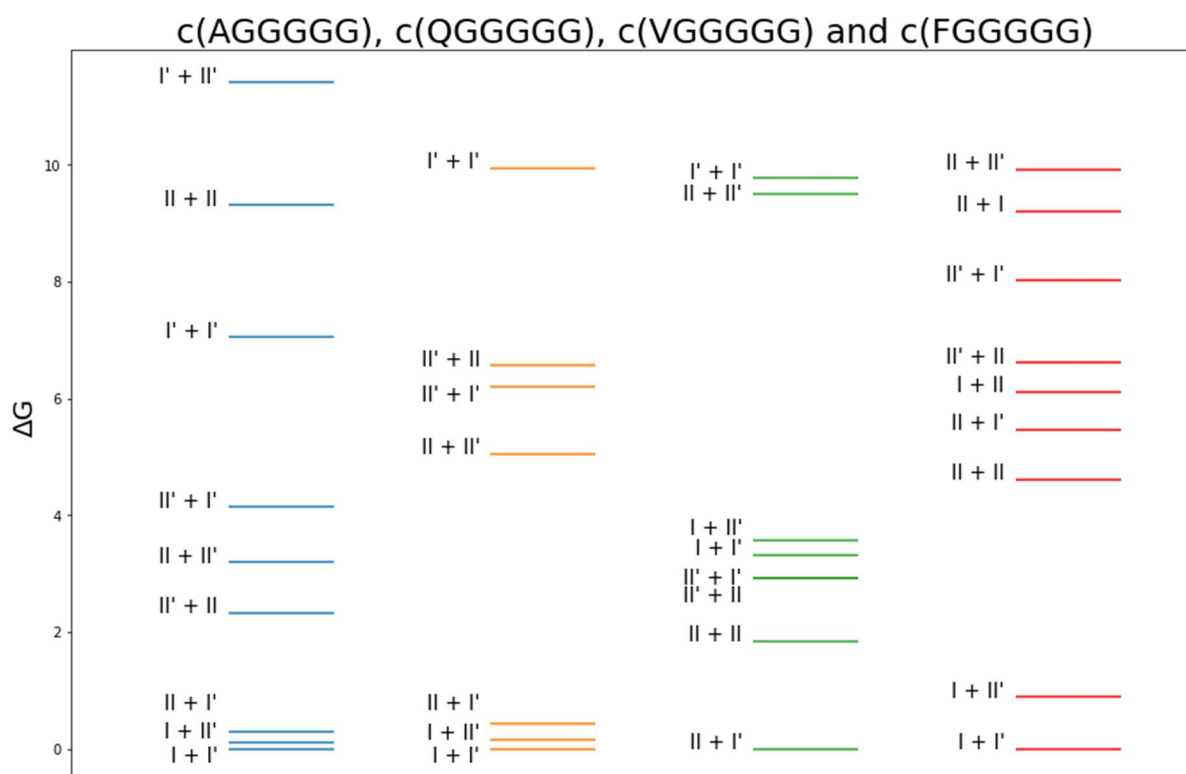 c(AGGGGG), c(QGGGGG), c(VGGGGG) and c(FGGGGG)
ΔG
10
8
6
4
2
0
I' + II'
II + II
I' + I'
II' + I'
II + II'
II' + II
II + I'
I + II'
I + I'
I' + I'
II' + II
II' + I'
II + II'
II + I'
I + II'
I + I'
I' + I'
II + II'
I + II'
I + I'
II' + I'
II' + II
II + II
II + I'
II + II'
II + I
II' + I'
II' + II
I + II
II + I'
II + II
I + II'
I + I'